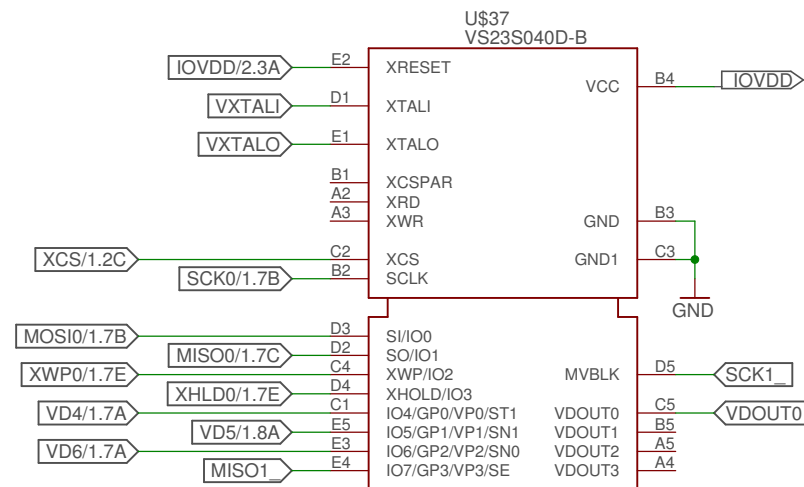 U$37
VS23S040D-B
IOVDD/2.3A E2 XRESET
VCC B4 IOVDD
VXTALI D1 XTALI
VXTALO E1 XTALO
B1 XCSPAR
A2 XRD
A3 XWR GND B3
XCS/1.2C C2 XCS GND1 C3
SCK0/1.7B B2 SCLK
GND
MOSI0/1.7B D3 SI/IO0
MISO0/1.7C D2 SO/IO1
XWP0/1.7E C4 XWP/IO2 MVBLK D5 SCK1_
XHLD0/1.7E D4 XHOLD/IO3
VD4/1.7A C1 IO4/GP0/VP0/ST1 VDOUT0 C5 VDOUT0
VD5/1.8A E5 IO5/GP1/VP1/SN1 VDOUT1 B5
VD6/1.7A E3 IO6/GP2/VP2/SN0 VDOUT2 A5
MISO1_ E4 IO7/GP3/VP3/SE VDOUT3 A4